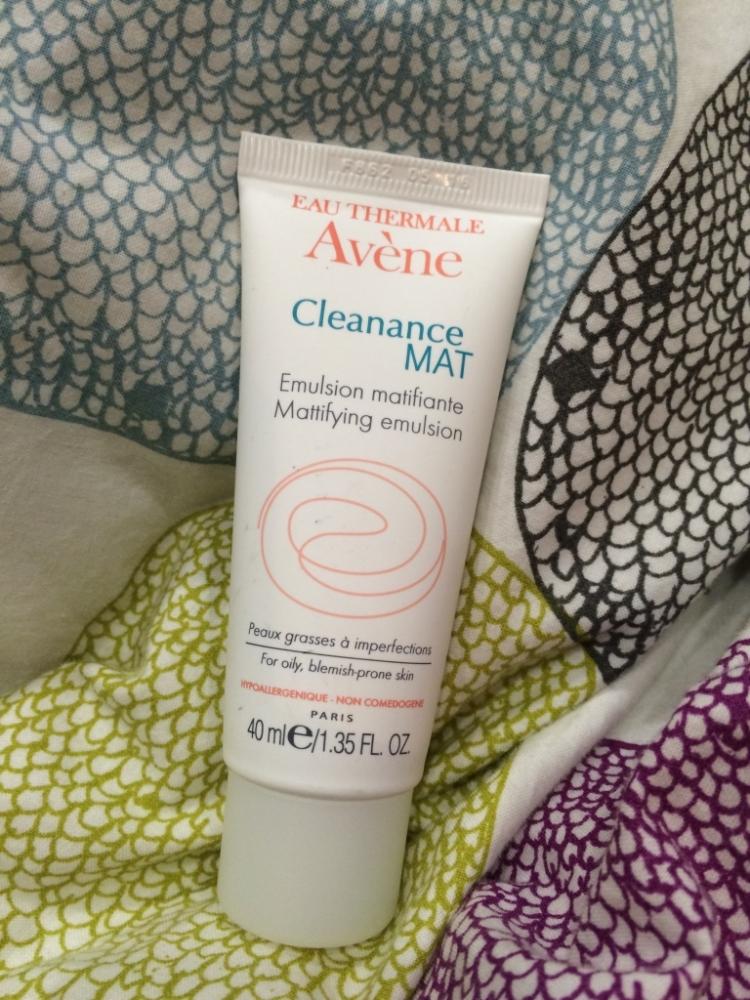 EAU THERMALE
Avène
Cleanance
MAT
Emulsion matifiante
Mattifying emulsion
Peaux grasses à imperfections
For oily, blemish-prone skin
HYPOALLERGENIQUE - NON COMEDOGENE
PARIS
40 ml e/1.35 FL. OZ.